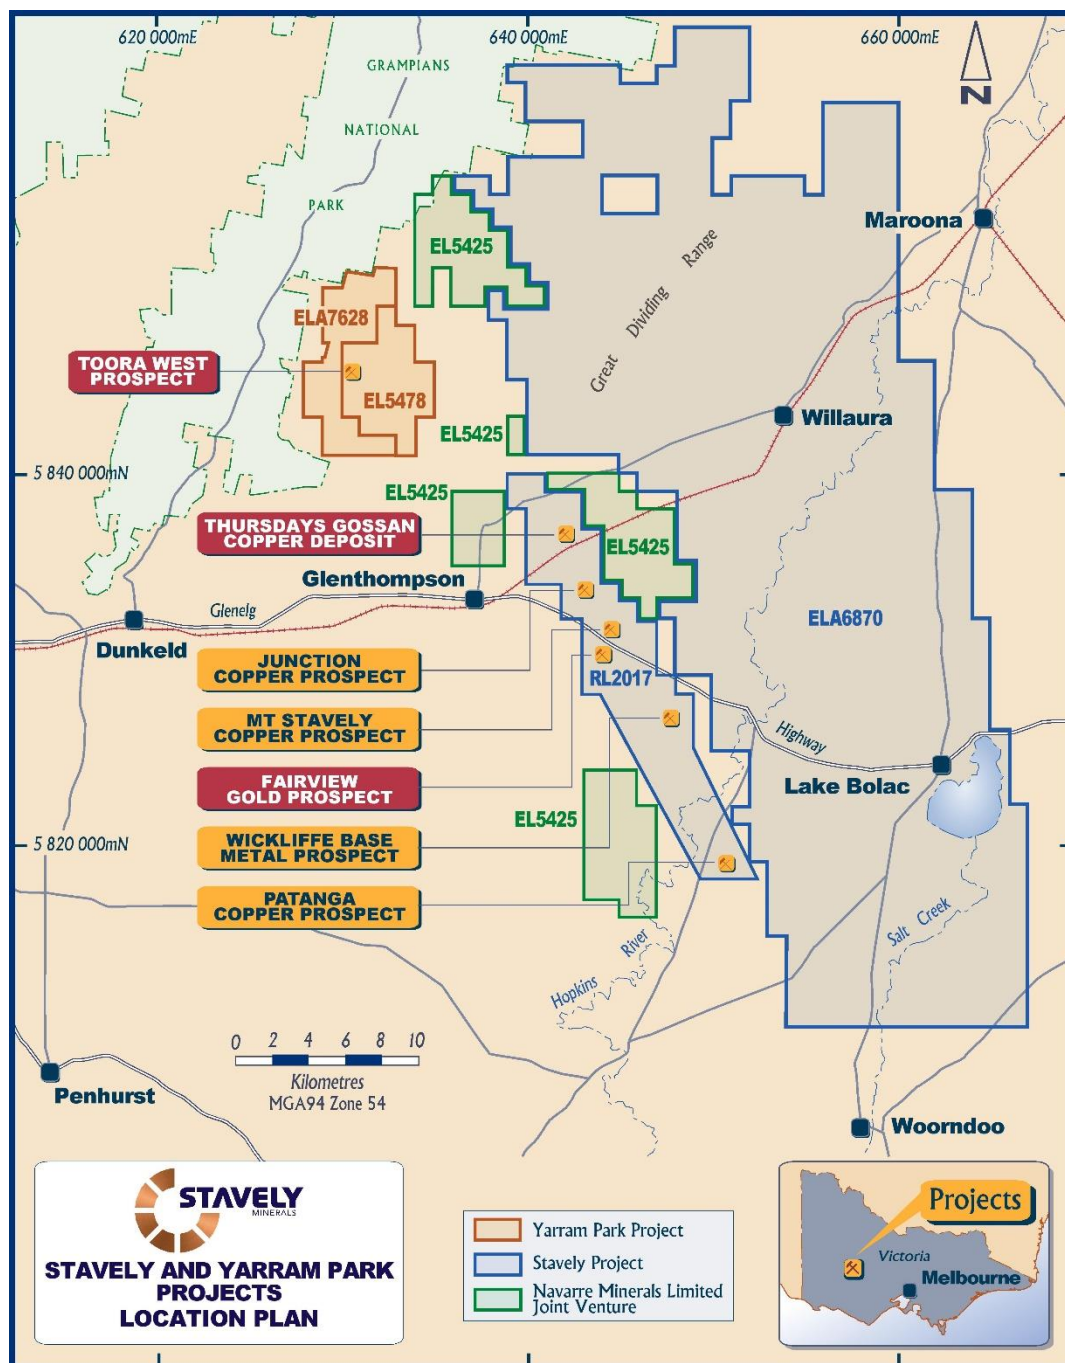 620 000mE
640 000mE
660 000mE
GRAMPIANS
NATIONAL
PARK
N
Maroona
EL5425
Great Dividing Range
ELA7628
TOORA WEST
PROSPECT
EL5478
Willaura
EL5425
5 840 000mN
EL5425
THURSDAYS GOSSAN
COPPER DEPOSIT
EL5425
Glenthompson
Glenelg
Dunkeld
ELA6870
JUNCTION
COPPER PROSPECT
RL2017
MT STAVELY
COPPER PROSPECT
Highway
FAIRVIEW
GOLD PROSPECT
Lake Bolac
EL5425
WICKLIFFE BASE
METAL PROSPECT
5 820 000mN
PATANGA
COPPER PROSPECT
Salt Creek
Hopkins River
0 2 4 6 8 10
Kilometres
MGA94 Zone 54
Penhurst
Woorndoo
STAVELY
MINERALS
STAVELY AND YARRAM PARK
PROJECTS
LOCATION PLAN
Yarram Park Project
Stavely Project
Navarre Minerals Limited
Joint Venture
Projects
Victoria
Melbourne